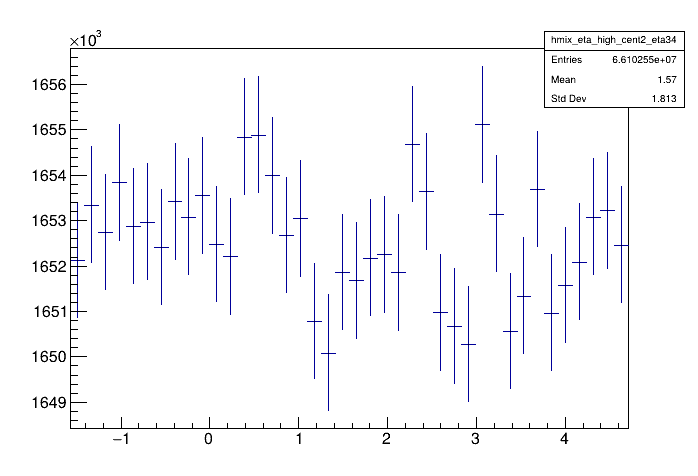 ×10³
hmix_eta_high_cent2_eta34
Entries 6.610255e+07
Mean 1.57
Std Dev 1.813
1656
1655
1654
1653
1652
1651
1650
1649
−1 0 1 2 3 4